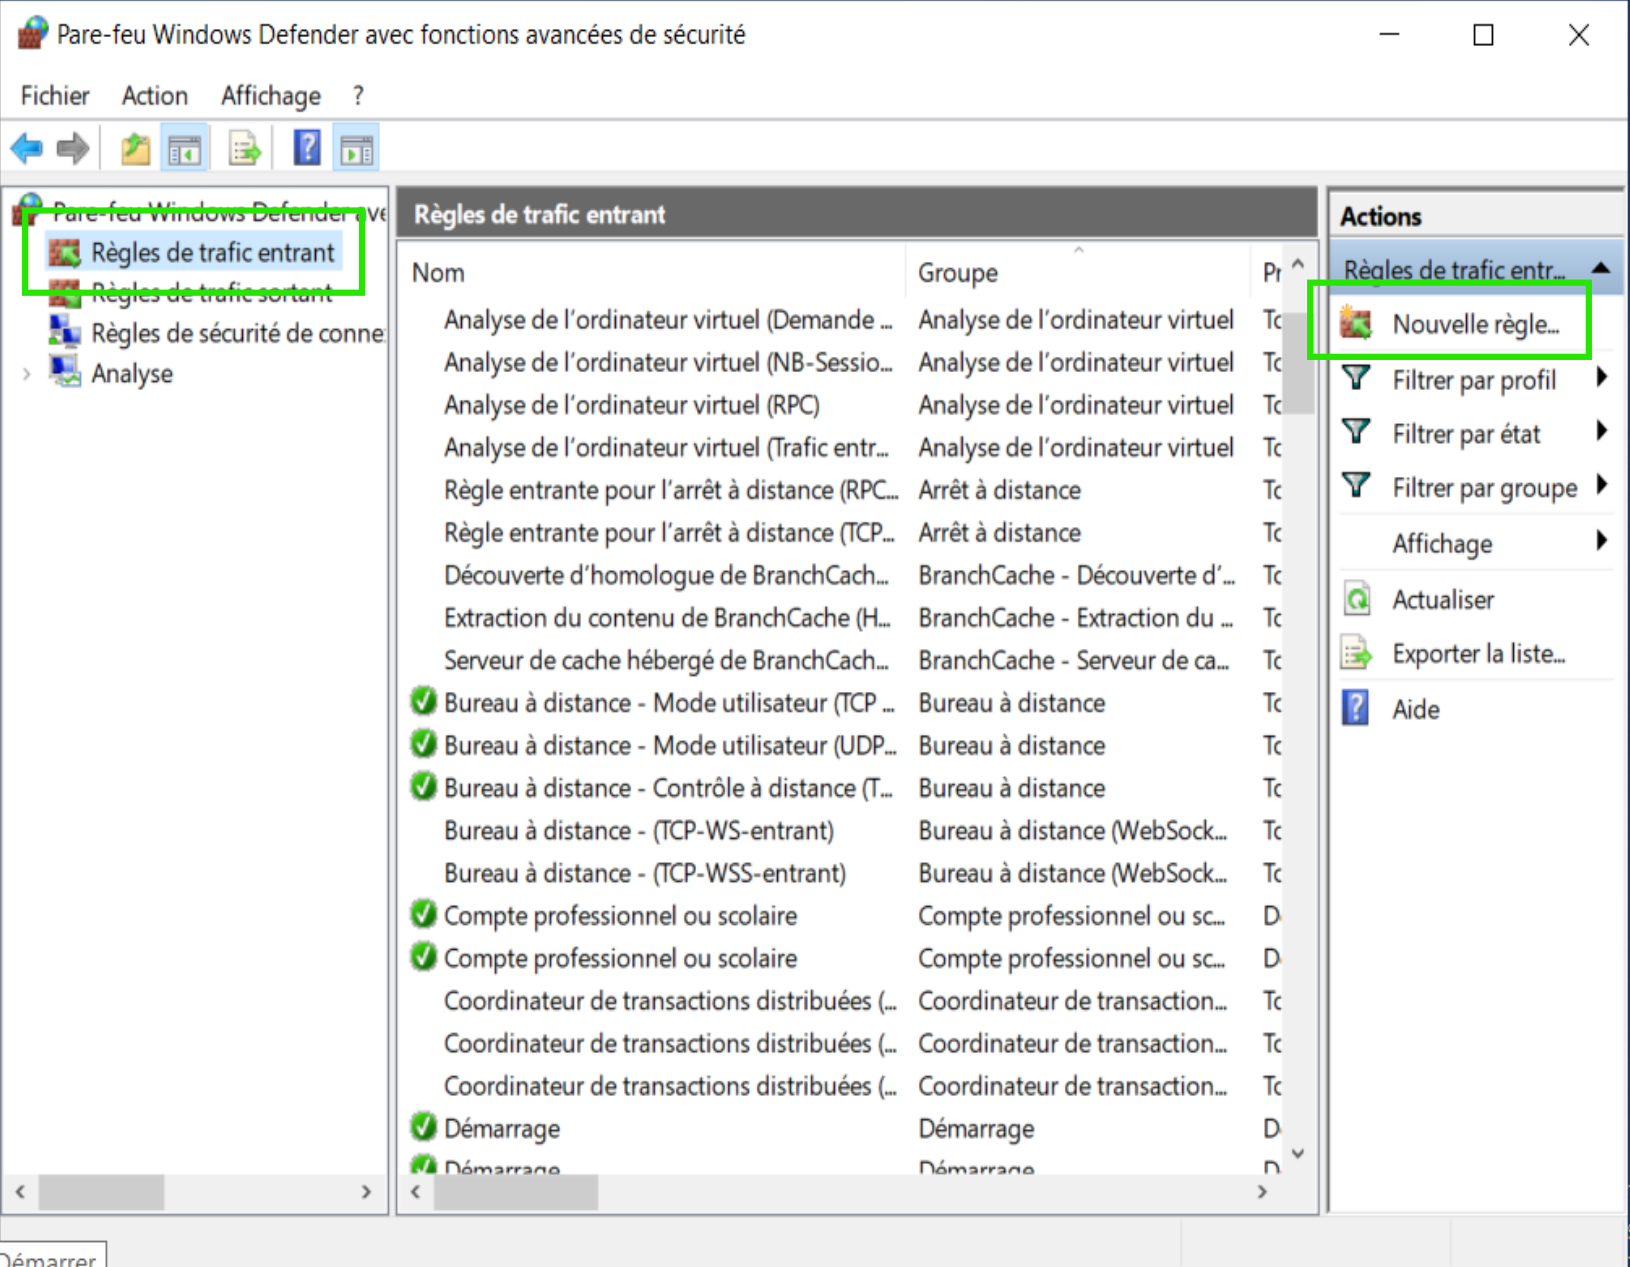 Pare-feu Windows Defender avec fonctions avancées de sécurité
Fichier Action Affichage ?
Pare-feu Windows Defender ave
Règles de trafic entrant
Règles de trafic sortant
Règles de sécurité de conne
Analyse
Règles de trafic entrant
Nom Groupe Pr
Analyse de l'ordinateur virtuel (Demande ... Analyse de l'ordinateur virtuel To
Analyse de l'ordinateur virtuel (NB-Sessio... Analyse de l'ordinateur virtuel To
Analyse de l'ordinateur virtuel (RPC) Analyse de l'ordinateur virtuel To
Analyse de l'ordinateur virtuel (Trafic entr... Analyse de l'ordinateur virtuel To
Règle entrante pour l'arrêt à distance (RPC... Arrêt à distance To
Règle entrante pour l'arrêt à distance (TCP... Arrêt à distance To
Découverte d'homologue de BranchCach... BranchCache - Découverte d'... To
Extraction du contenu de BranchCache (H... BranchCache - Extraction du ... To
Serveur de cache hébergé de BranchCach... BranchCache - Serveur de ca... To
Bureau à distance - Mode utilisateur (TCP ... Bureau à distance To
Bureau à distance - Mode utilisateur (UDP... Bureau à distance To
Bureau à distance - Contrôle à distance (T... Bureau à distance To
Bureau à distance - (TCP-WS-entrant) Bureau à distance (WebSock... To
Bureau à distance - (TCP-WSS-entrant) Bureau à distance (WebSock... To
Compte professionnel ou scolaire Compte professionnel ou sc... D
Compte professionnel ou scolaire Compte professionnel ou sc... D
Coordinateur de transactions distribuées (... Coordinateur de transaction... To
Coordinateur de transactions distribuées (... Coordinateur de transaction... To
Coordinateur de transactions distribuées (... Coordinateur de transaction... To
Démarrage Démarrage D
Démarrage Démarrage D
Actions
Règles de trafic entr...
Nouvelle règle...
Filtrer par profil
Filtrer par état
Filtrer par groupe
Affichage
Actualiser
Exporter la liste...
Aide
Démarrer